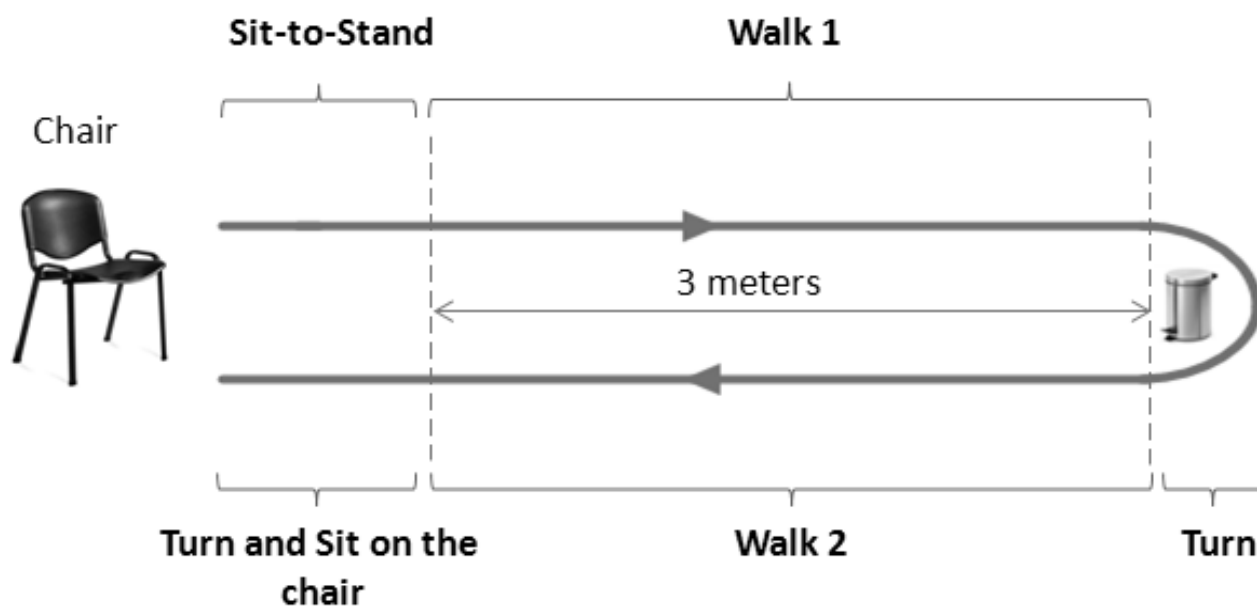 Sit-to-Stand
Walk 1
Chair
3 meters
Turn and Sit on the
chair
Walk 2
Turn